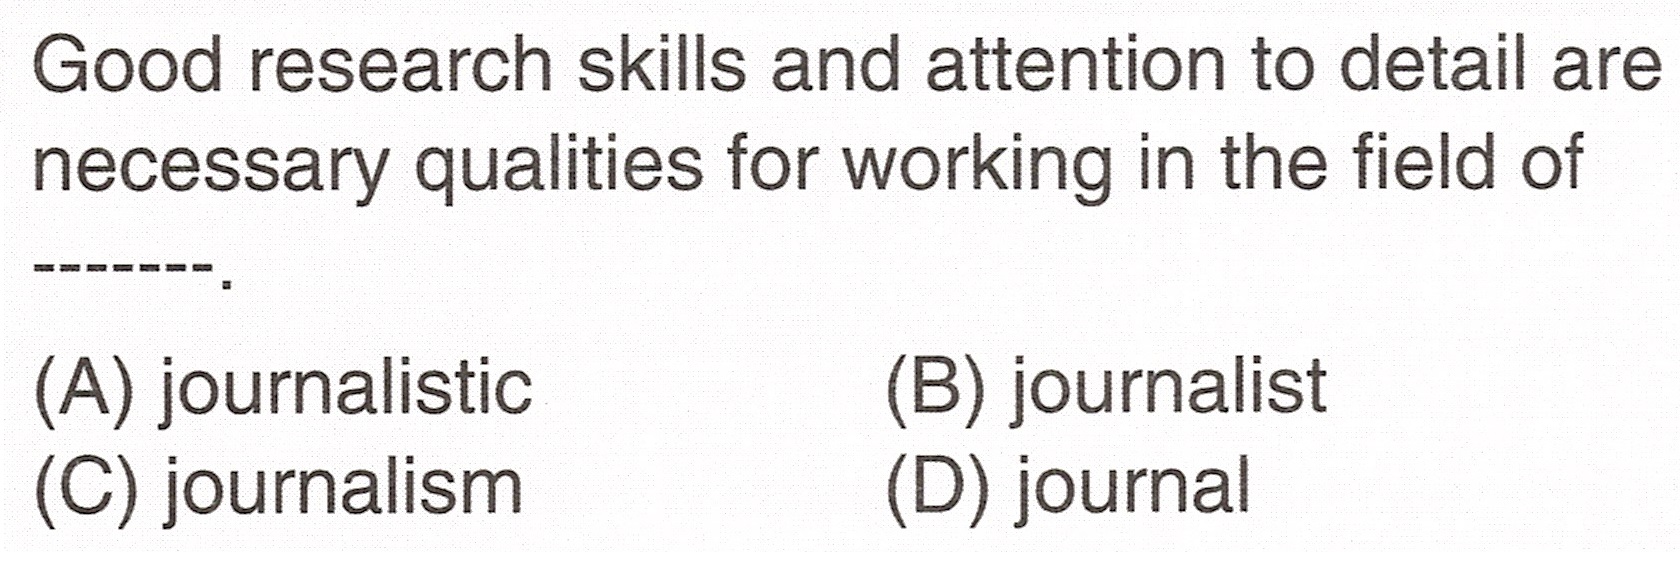 Good research skills and attention to detail are
necessary qualities for working in the field of
-------.
(A) journalistic (B) journalist
(C) journalism (D) journal